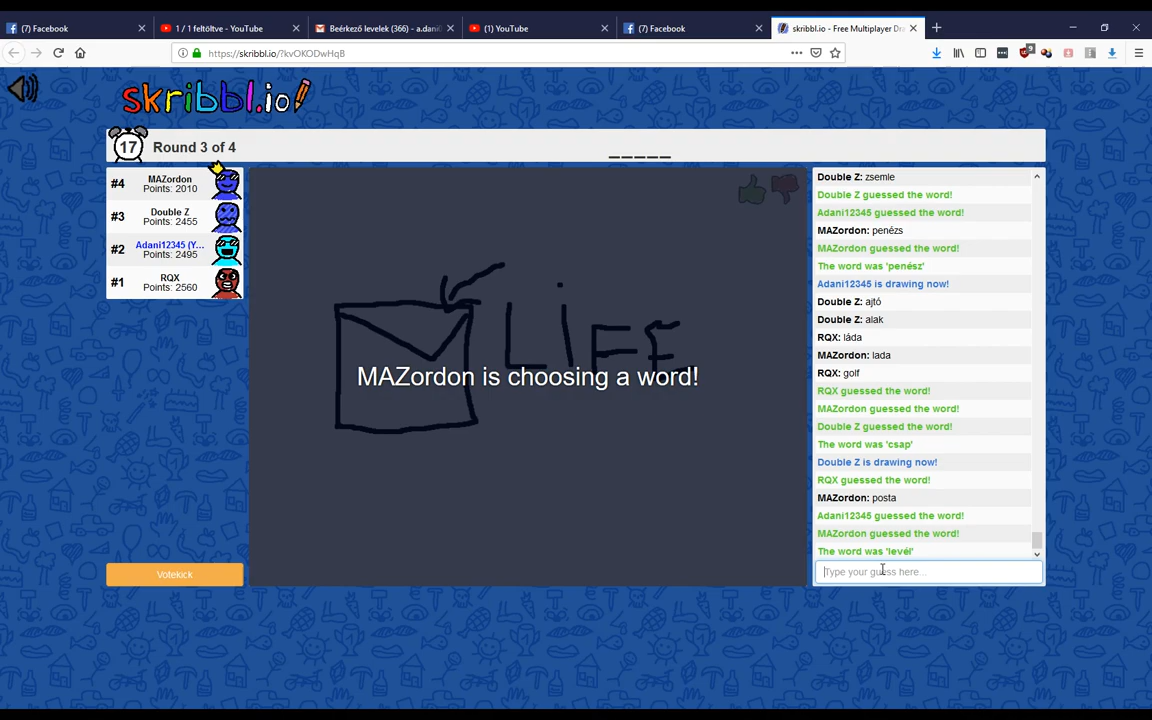 (7) Facebook
1 / 1 feltöltve - YouTube
Beérkező levelek (366) - a.dani
(1) YouTube
(7) Facebook
skribbl.io - Free Multiplayer Dra
https://skribbl.io/?kvOKODwHqB
9
skribbl.io
17
Round 3 of 4
_____
#4
MAZordon
Points: 2010
#3
Double Z
Points: 2455
#2
Adani12345 (Y...
Points: 2495
#1
RQX
Points: 2560
Votekick
LiFE
MAZordon is choosing a word!
Double Z: zsemle
Double Z guessed the word!
Adani12345 guessed the word!
MAZordon: penézs
MAZordon guessed the word!
The word was 'penész'
Adani12345 is drawing now!
Double Z: ajtó
Double Z: alak
RQX: láda
MAZordon: lada
RQX: golf
RQX guessed the word!
MAZordon guessed the word!
Double Z guessed the word!
The word was 'csap'
Double Z is drawing now!
RQX guessed the word!
MAZordon: posta
Adani12345 guessed the word!
MAZordon guessed the word!
The word was 'levél'
Type your guess here...